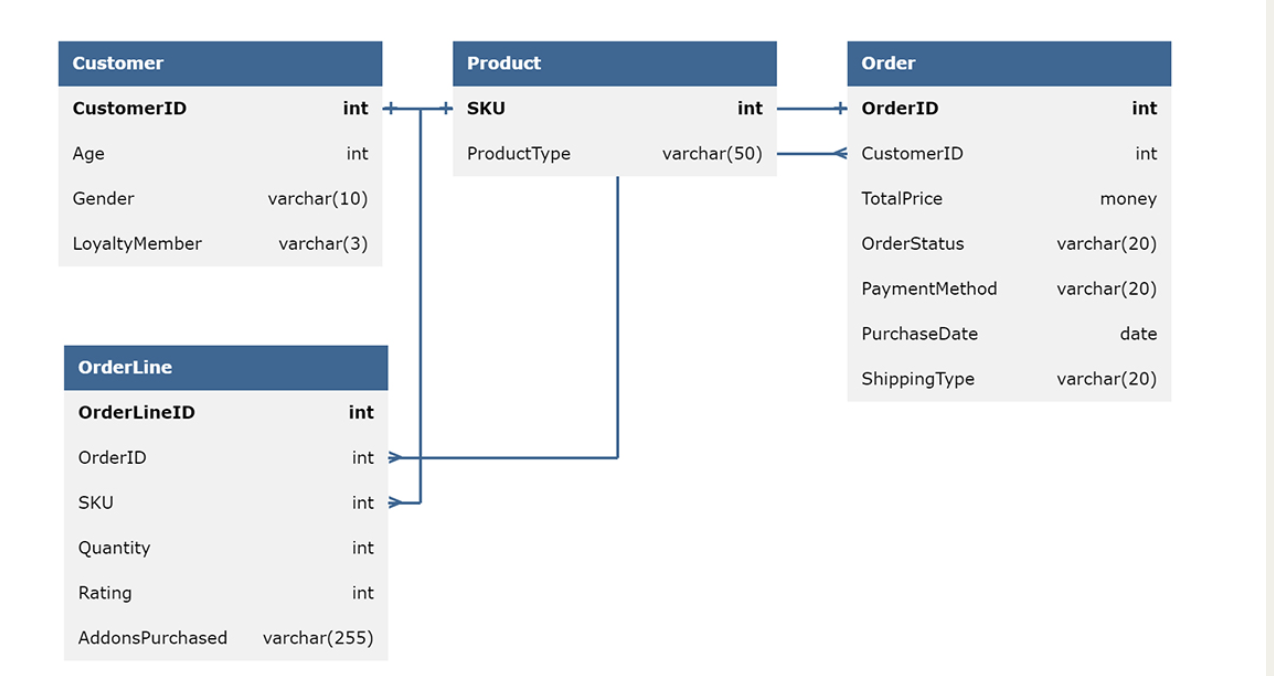 Customer
CustomerID int
Age int
Gender varchar(10)
LoyaltyMember varchar(3)
Product
SKU int
ProductType varchar(50)
Order
OrderID int
CustomerID int
TotalPrice money
OrderStatus varchar(20)
PaymentMethod varchar(20)
PurchaseDate date
ShippingType varchar(20)
OrderLine
OrderLineID int
OrderID int
SKU int
Quantity int
Rating int
AddonsPurchased varchar(255)